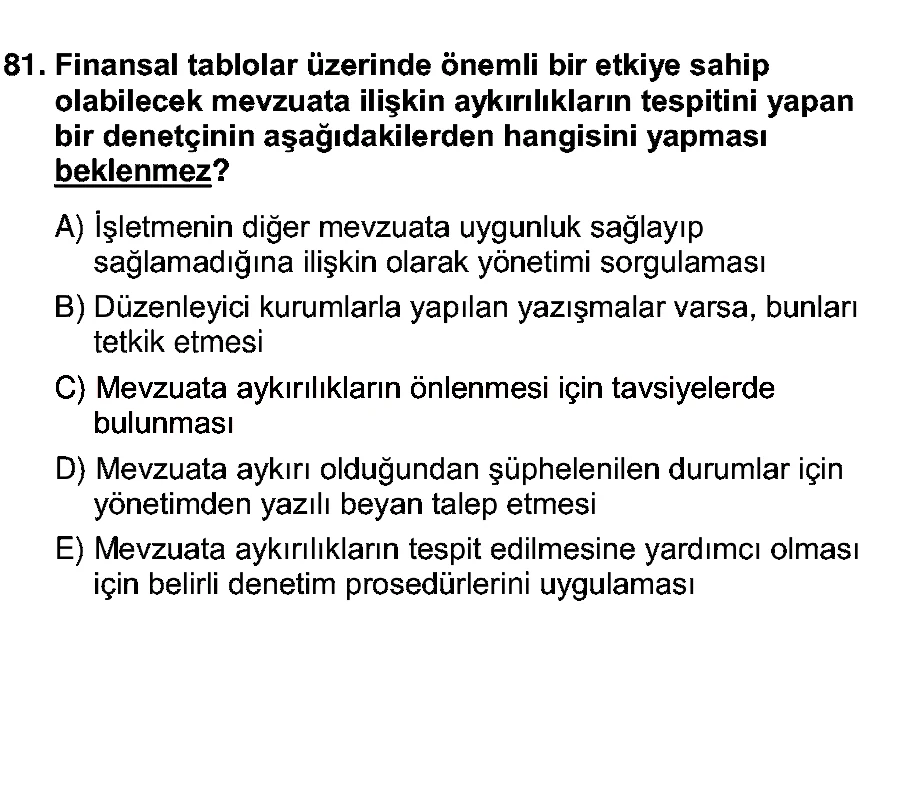 81. Finansal tablolar üzerinde önemli bir etkiye sahip
olabilecek mevzuata ilişkin aykırılıkların tespitini yapan
bir denetçinin aşağıdakilerden hangisini yapması
beklenmez?
A) İşletmenin diğer mevzuata uygunluk sağlayıp
sağlamadığına ilişkin olarak yönetimi sorgulaması
B) Düzenleyici kurumlarla yapılan yazışmalar varsa, bunları
tetkik etmesi
C) Mevzuata aykırılıkların önlenmesi için tavsiyelerde
bulunması
D) Mevzuata aykırı olduğundan şüphelenilen durumlar için
yönetimden yazılı beyan talep etmesi
E) Mevzuata aykırılıkların tespit edilmesine yardımcı olması
için belirli denetim prosedürlerini uygulaması